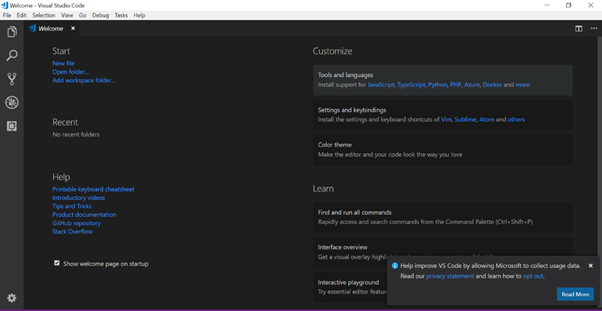 Welcome - Visual Studio Code
File Edit Selection View Go Debug Tasks Help
Welcome
Start
New file
Open folder...
Add workspace folder...
Recent
No recent folders
Help
Printable keyboard cheatsheet
Introductory videos
Tips and Tricks
Product documentation
GitHub repository
Stack Overflow
Show welcome page on startup
Customize
Tools and languages
Install support for JavaScript, TypeScript, Python, PHP, Azure, Docker and more
Settings and keybindings
Install the settings and keyboard shortcuts of Vim, Sublime, Atom and others
Color theme
Make the editor and your code look the way you love
Learn
Find and run all commands
Rapidly access and search commands from the Command Palette (Ctrl+Shift+P)
Interface overview
Get a visual overlay
Interactive playground
Try essential editor
Help improve VS Code by allowing Microsoft to collect usage data.
Read our privacy statement and learn how to opt out.
Read More